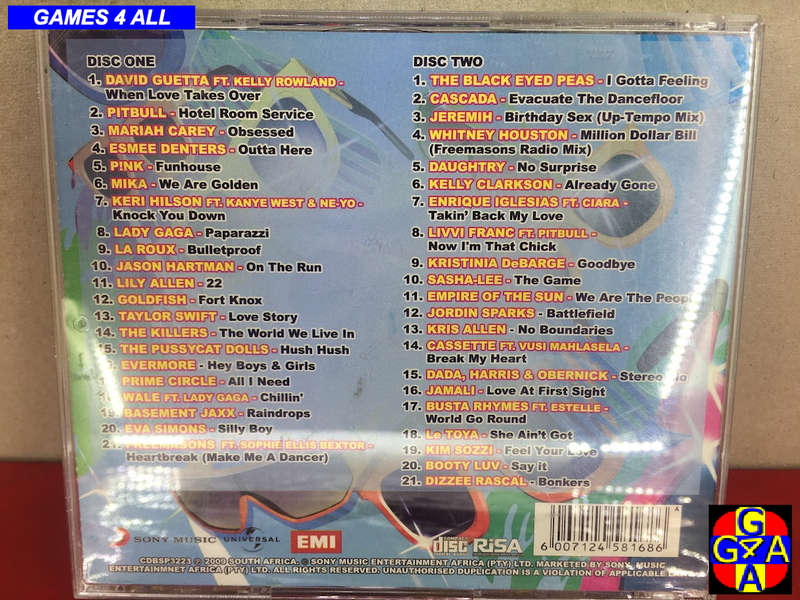 GAMES 4 ALL
DISC ONE
1. DAVID GUETTA FT. KELLY ROWLAND -
When Love Takes Over
2. PITBULL - Hotel Room Service
3. MARIAH CAREY - Obsessed
4. ESMEE DENTERS - Outta Here
5. P!NK - Funhouse
6. MIKA - We Are Golden
7. KERI HILSON FT. KANYE WEST & NE-YO -
Knock You Down
8. LADY GAGA - Paparazzi
9. LA ROUX - Bulletproof
10. JASON HARTMAN - On The Run
11. LILY ALLEN - 22
12. GOLDFISH - Fort Knox
13. TAYLOR SWIFT - Love Story
14. THE KILLERS - The World We Live In
15. THE PUSSYCAT DOLLS - Hush Hush
EVERMORE - Hey Boys & Girls
PRIME CIRCLE - All I Need
WALE FT. LADY GAGA - Chillin'
19. BASEMENT JAXX - Raindrops
20. EVA SIMONS - Silly Boy
21. FREEMASONS FT. SOPHIE ELLIS BEXTOR -
Heartbreak (Make Me A Dancer)
DISC TWO
1. THE BLACK EYED PEAS - I Gotta Feeling
2. CASCADA - Evacuate The Dancefloor
3. JEREMIH - Birthday Sex (Up-Tempo Mix)
4. WHITNEY HOUSTON - Million Dollar Bill
(Freemasons Radio Mix)
5. DAUGHTRY - No Surprise
6. KELLY CLARKSON - Already Gone
7. ENRIQUE IGLESIAS FT. CIARA -
Takin' Back My Love
8. LIVVI FRANC FT. PITBULL -
Now I'm That Chick
9. KRISTINIA DeBARGE - Goodbye
10. SASHA-LEE - The Game
11. EMPIRE OF THE SUN - We Are The People
12. JORDIN SPARKS - Battlefield
13. KRIS ALLEN - No Boundaries
14. CASSETTE FT. VUSI MAHLASELA -
Break My Heart
15. DADA, HARRIS & OBERNICK -
16. JAMALI - Love At First Sight
17. BUSTA RHYMES FT. ESTELLE -
World Go Round
18. Le TOYA - She Ain't Got
19. KIM SOZZI - Feel Your Love
20. BOOTY LUV - Say it
21. DIZZEE RASCAL - Bonkers
SONY MUSIC UNIVERSAL EMI COMPACT disc DIGITAL AUDIO RiSA
6 007124 581686
CDBSP3223 ℗ 2009 SOUTH AFRICA. © SONY MUSIC ENTERTAINMENT AFRICA (PTY) LTD. MARKETED BY SONY MUSIC
ENTERTAINMNET AFRICA (PTY) LTD. ALL RIGHTS RESERVED. UNAUTHORISED DUPLICATION IS A VIOLATION OF APPLICABLE
G
G4A
A